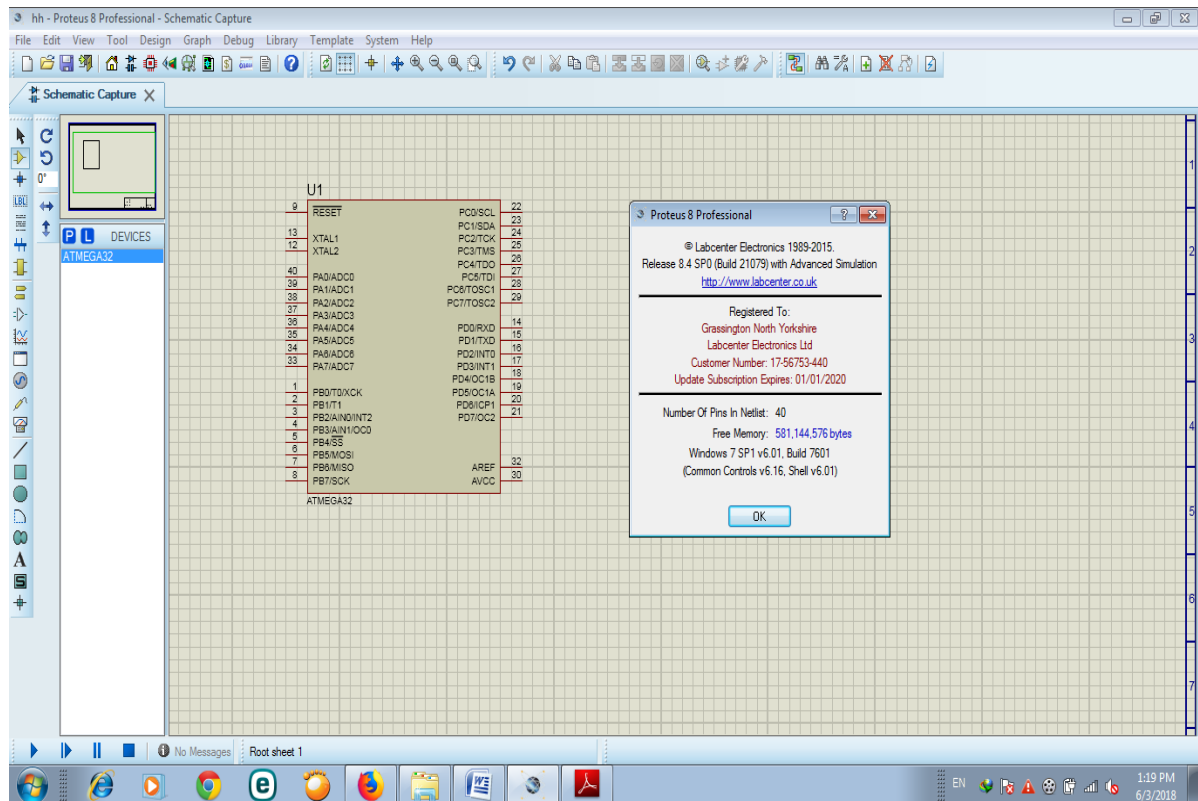 hh - Proteus 8 Professional - Schematic Capture
File Edit View Tool Design Graph Debug Library Template System Help
Schematic Capture
0°
LBL
P L DEVICES
ATMEGA32
U1
9 RESET
13 XTAL1
12 XTAL2
40 PA0/ADC0
39 PA1/ADC1
38 PA2/ADC2
37 PA3/ADC3
36 PA4/ADC4
35 PA5/ADC5
34 PA6/ADC6
33 PA7/ADC7
1 PB0/T0/XCK
2 PB1/T1
3 PB2/AIN0/INT2
4 PB3/AIN1/OC0
5 PB4/SS
6 PB5/MOSI
7 PB6/MISO
8 PB7/SCK
PC0/SCL 22
PC1/SDA 23
PC2/TCK 24
PC3/TMS 25
PC4/TDO 26
PC5/TDI 27
PC6/TOSC1 28
PC7/TOSC2 29
PD0/RXD 14
PD1/TXD 15
PD2/INT0 16
PD3/INT1 17
PD4/OC1B 18
PD5/OC1A 19
PD6/ICP1 20
PD7/OC2 21
AREF 32
AVCC 30
ATMEGA32
Proteus 8 Professional
© Labcenter Electronics 1989-2015.
Release 8.4 SP0 (Build 21079) with Advanced Simulation
http://www.labcenter.co.uk
Registered To:
Grassington North Yorkshire
Labcenter Electronics Ltd
Customer Number: 17-56753-440
Update Subscription Expires: 01/01/2020
Number Of Pins In Netlist: 40
Free Memory: 581,144,576 bytes
Windows 7 SP1 v6.01, Build 7601
(Common Controls v6.16, Shell v6.01)
OK
1
2
3
4
5
6
7
A
S
No Messages Root sheet 1
EN
1:19 PM
6/3/2018